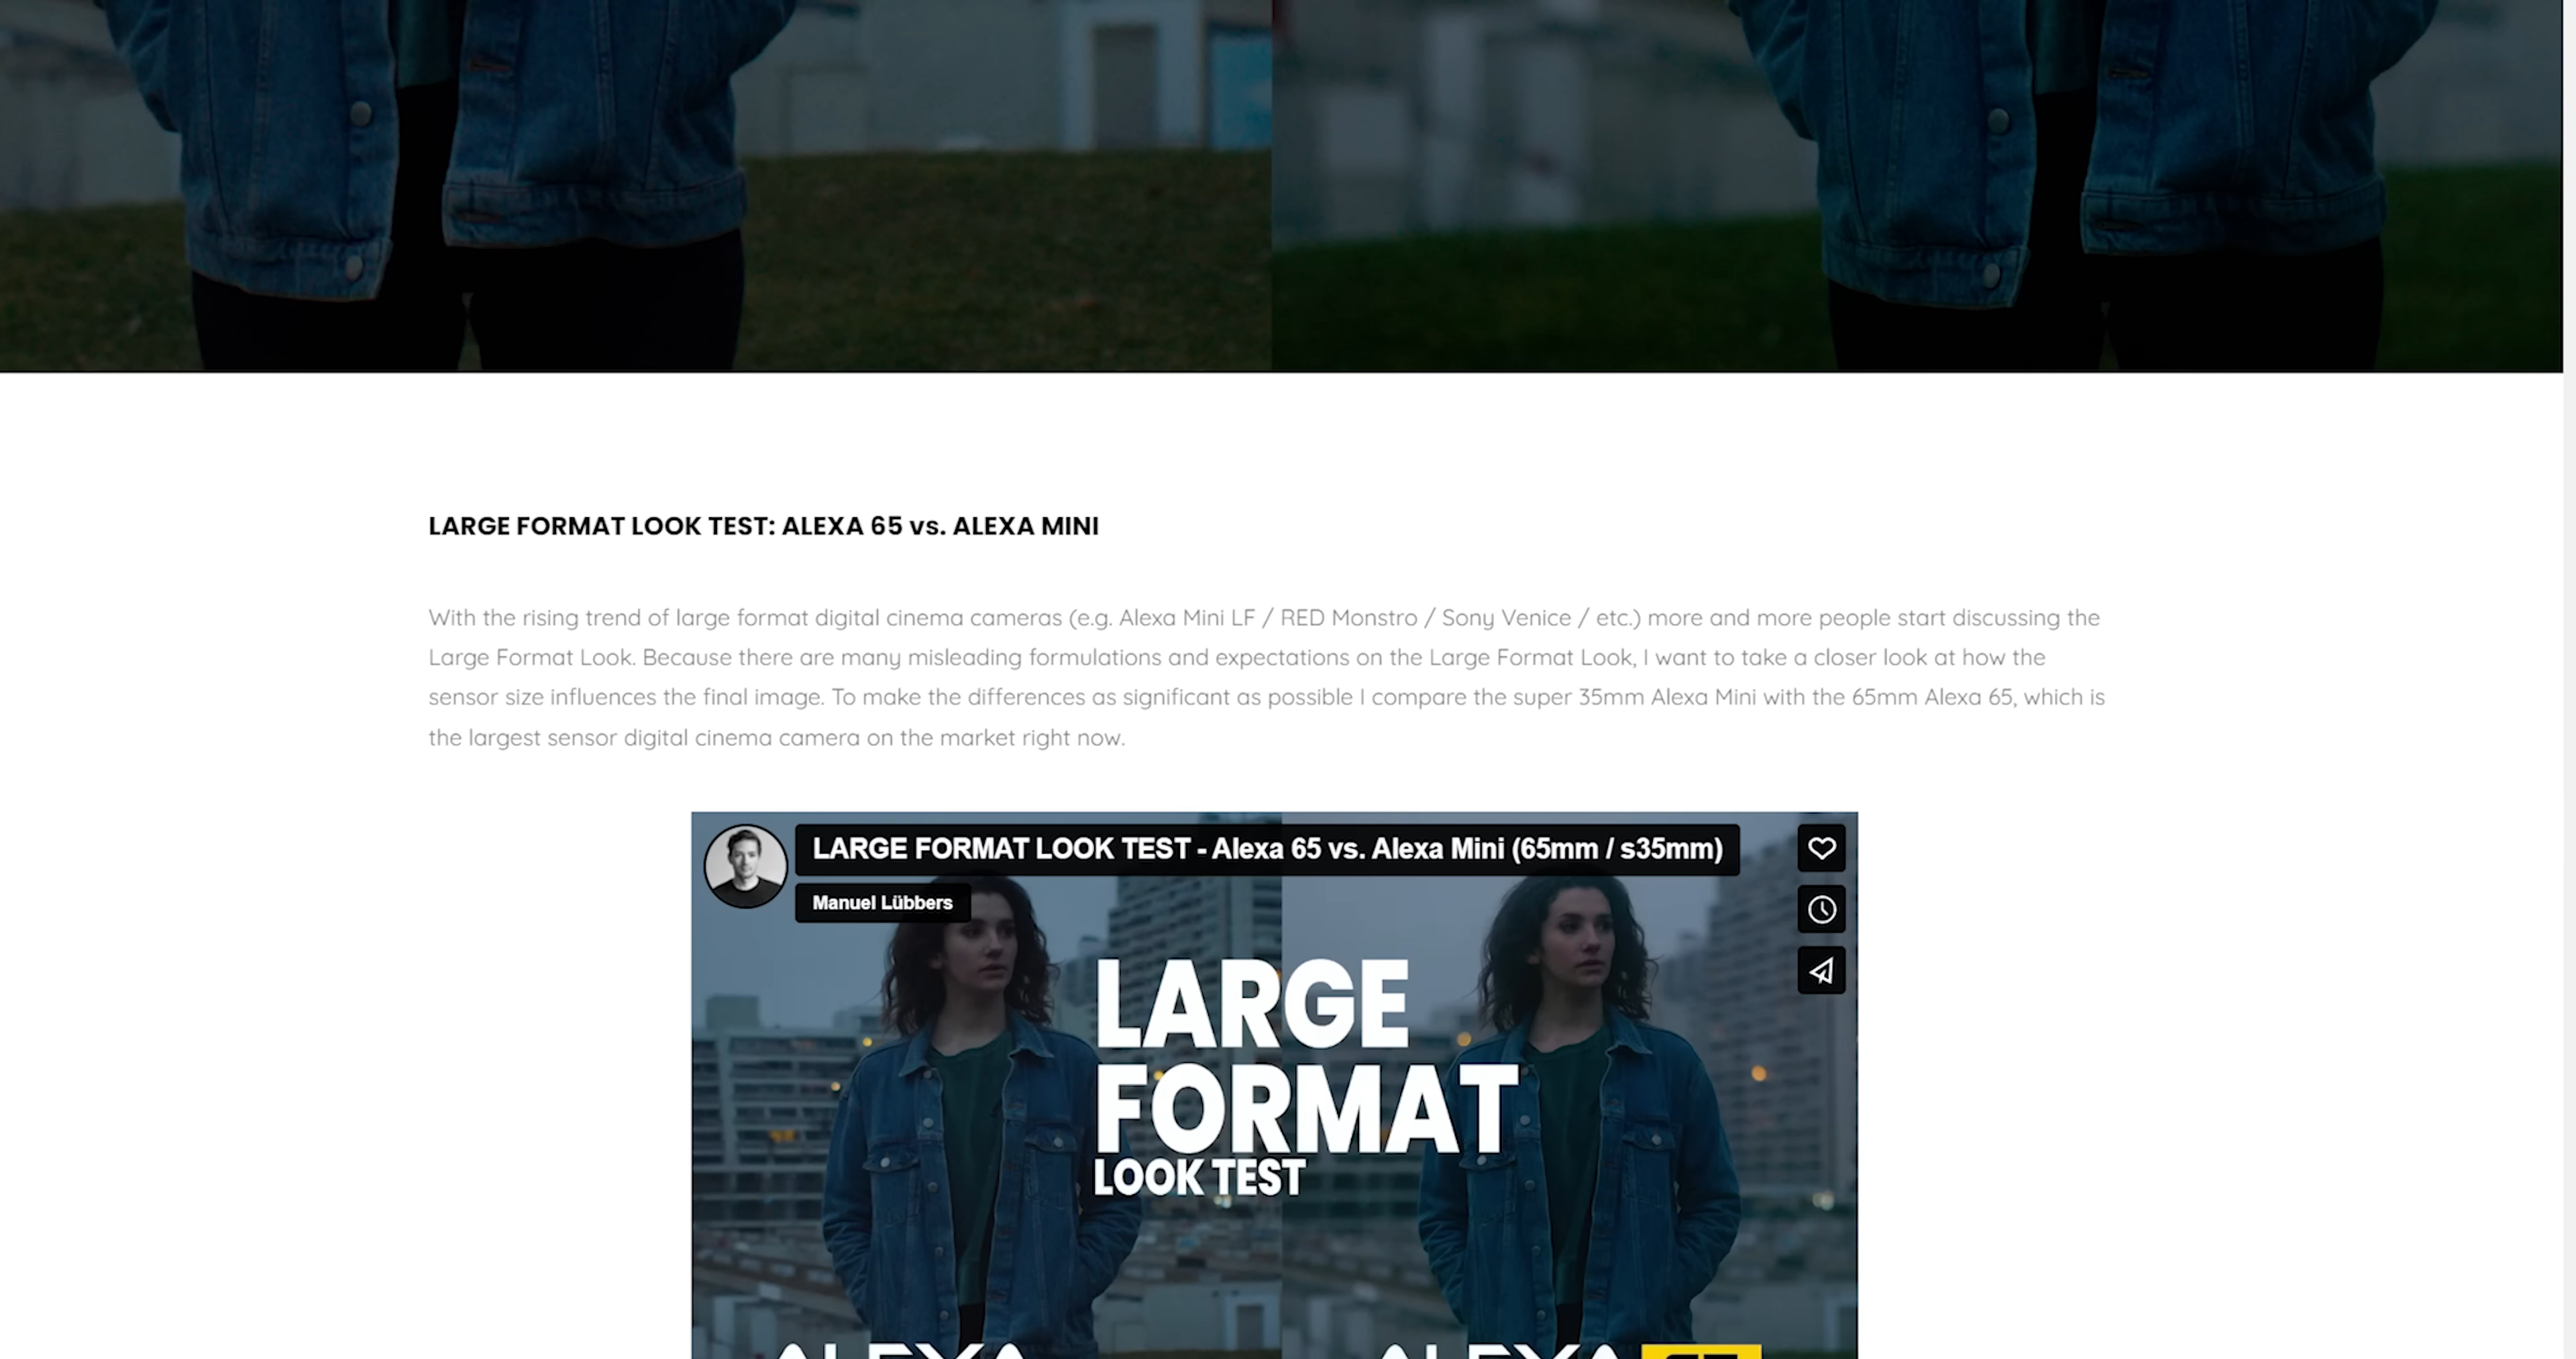 LARGE FORMAT LOOK TEST: ALEXA 65 vs. ALEXA MINI
With the rising trend of large format digital cinema cameras (e.g. Alexa Mini LF / RED Monstro / Sony Venice / etc.) more and more people start discussing the
Large Format Look. Because there are many misleading formulations and expectations on the Large Format Look, I want to take a closer look at how the
sensor size influences the final image. To make the differences as significant as possible I compare the super 35mm Alexa Mini with the 65mm Alexa 65, which is
the largest sensor digital cinema camera on the market right now.
LARGE FORMAT LOOK TEST - Alexa 65 vs. Alexa Mini (65mm / s35mm)
Manuel Lübbers
LARGE
FORMAT
LOOK TEST
ALEXA ALEXA